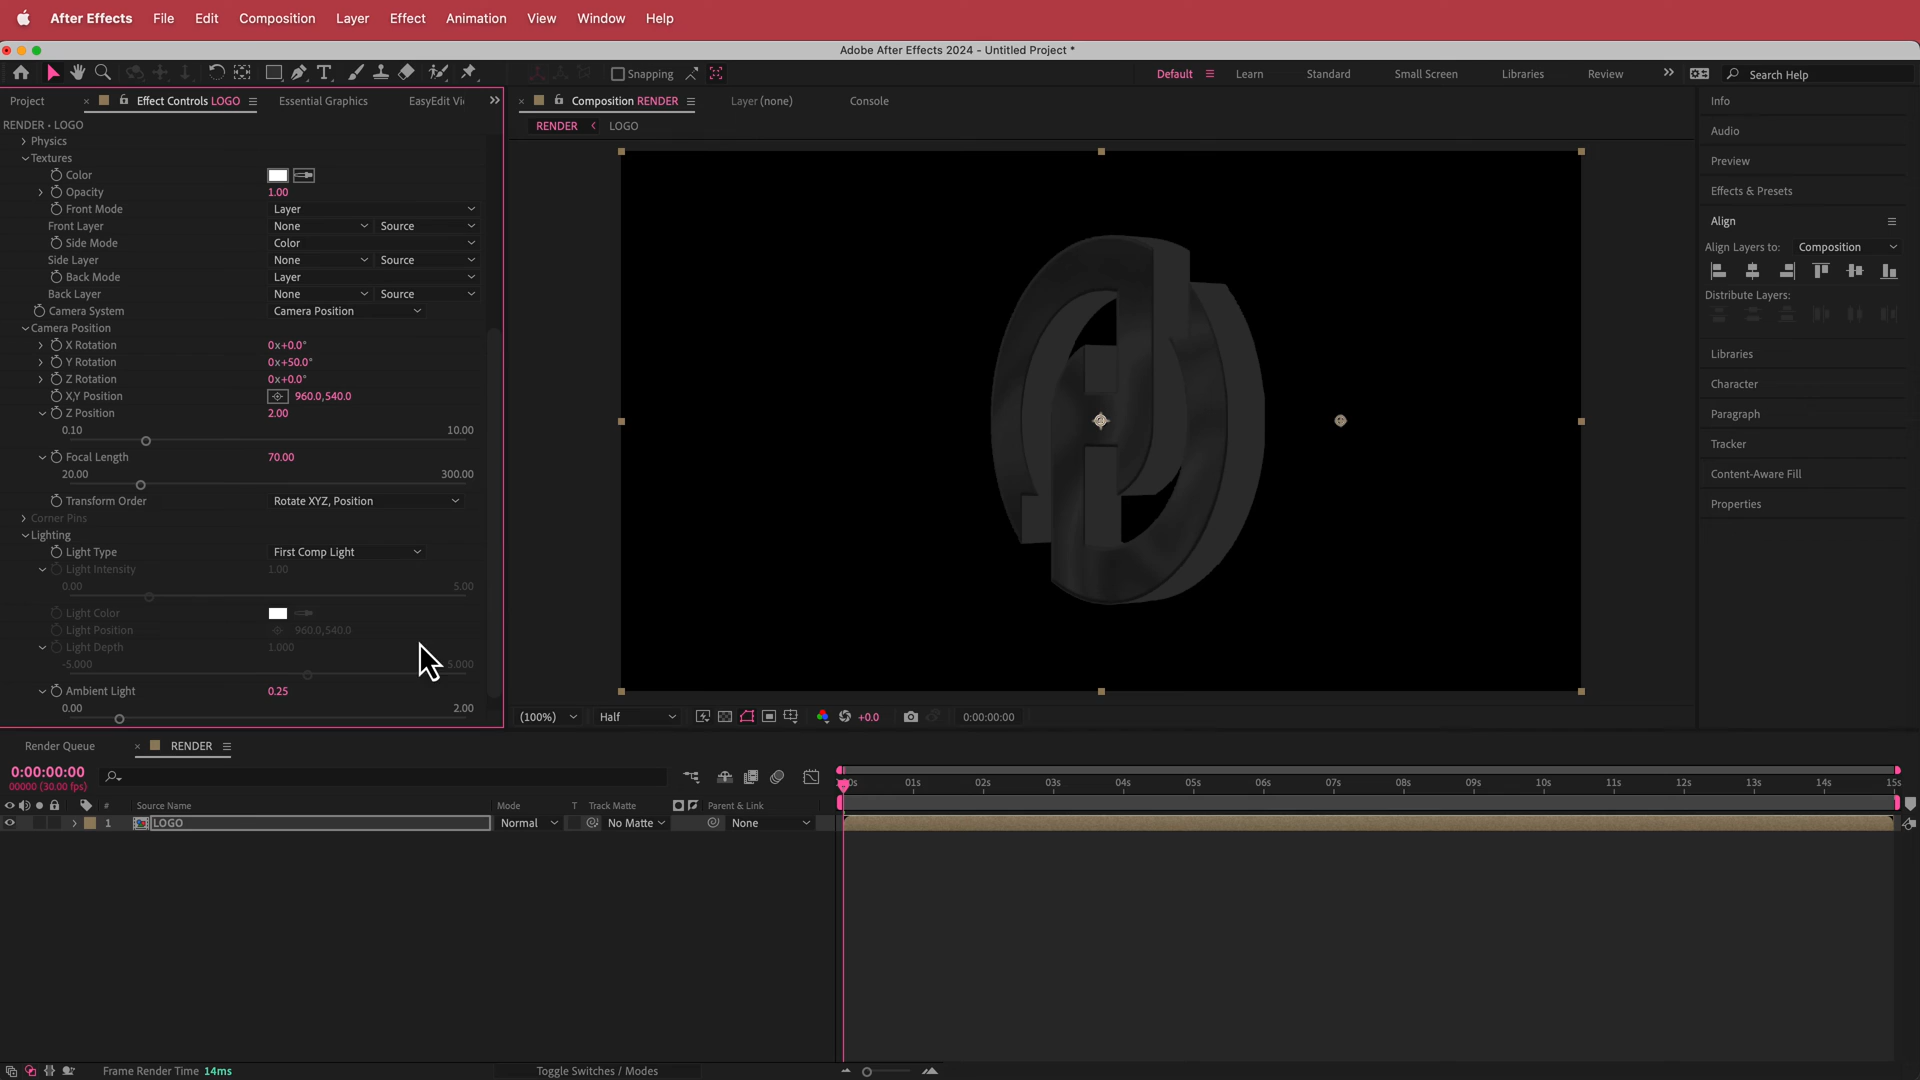 After Effects File Edit Composition Layer Effect Animation View Window Help
Adobe After Effects 2024 - Untitled Project *
Snapping Default Learn Standard Small Screen Libraries Review Search Help
Project Effect Controls LOGO Essential Graphics EasyEdit Vi
Composition RENDER Layer (none) Console
RENDER • LOGO
RENDER LOGO
Physics
Textures
Color
Opacity 1.00
Front Mode Layer
Front Layer None Source
Side Mode Color
Side Layer None Source
Back Mode Layer
Back Layer None Source
Camera System Camera Position
Camera Position
X Rotation 0x+0.0°
Y Rotation 0x+50.0°
Z Rotation 0x+0.0°
X,Y Position 960.0,540.0
Z Position 2.00
0.10 10.00
Focal Length 70.00
20.00 300.00
Transform Order Rotate XYZ, Position
Corner Pins
Lighting
Light Type First Comp Light
Light Intensity 1.00
0.00 5.00
Light Color
Light Position 960.0,540.0
Light Depth 1.000
-5.000 5.000
Ambient Light 0.25
0.00 2.00
(100%) Half +0.0 0:00:00:00
Info
Audio
Preview
Effects & Presets
Align
Align Layers to: Composition
Distribute Layers:
Libraries
Character
Paragraph
Tracker
Content-Aware Fill
Properties
Render Queue RENDER
0:00:00:00
00000 (30.00 fps)
01s 02s 03s 04s 05s 06s 07s 08s 09s 10s 11s 12s 13s 14s 15s
# Source Name Mode T Track Matte Parent & Link
1 LOGO Normal No Matte None
Frame Render Time 14ms Toggle Switches / Modes